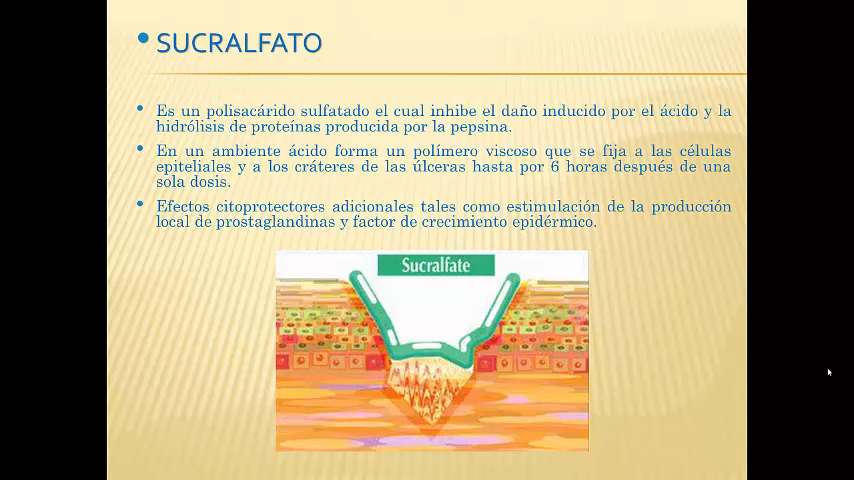 SUCRALFATO
Es un polisacárido sulfatado el cual inhibe el daño inducido por el ácido y la
hidrólisis de proteínas producida por la pepsina.
En un ambiente ácido forma un polímero viscoso que se fija a las células
epiteliales y a los cráteres de las úlceras hasta por 6 horas después de una
sola dosis.
Efectos citoprotectores adicionales tales como estimulación de la producción
local de prostaglandinas y factor de crecimiento epidérmico.
Sucralfate